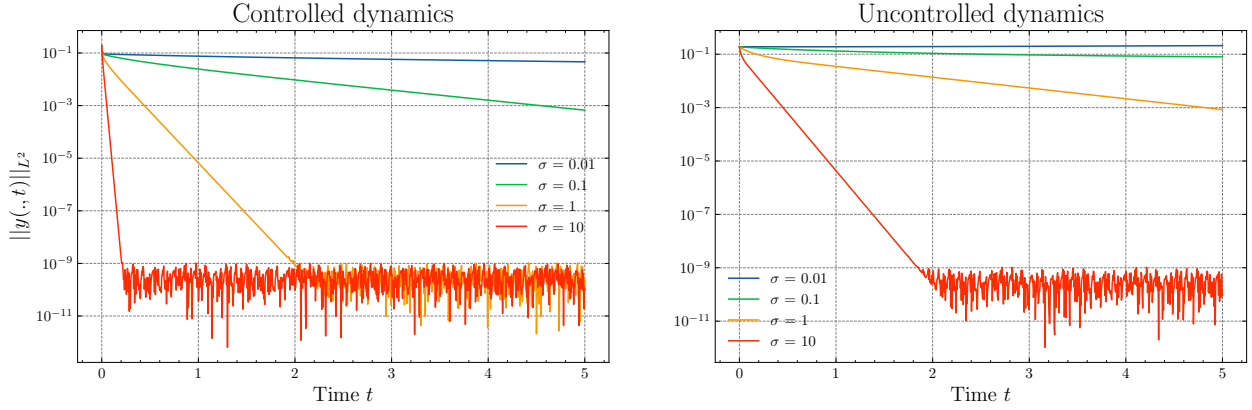 Controlled dynamics
||y(.,t)||_{L^2}
10^{-1}
10^{-3}
10^{-5}
10^{-7}
10^{-9}
10^{-11}
σ = 0.01
σ = 0.1
σ = 1
σ = 10
0 1 2 3 4 5
Time t
Uncontrolled dynamics
10^{-1}
10^{-3}
10^{-5}
10^{-7}
10^{-9}
10^{-11}
σ = 0.01
σ = 0.1
σ = 1
σ = 10
0 1 2 3 4 5
Time t